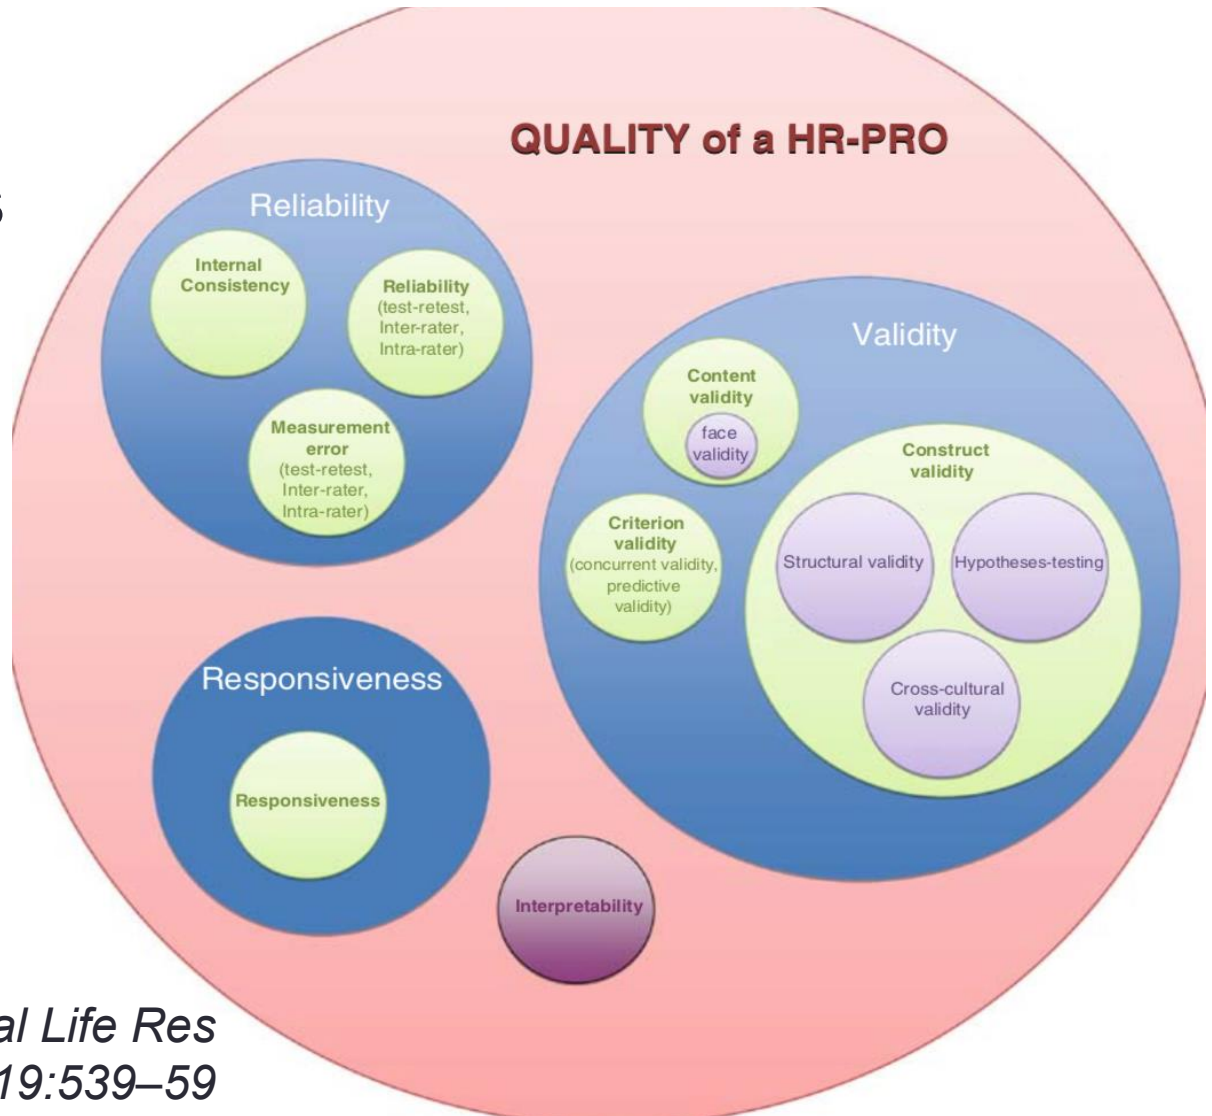 QUALITY of a HR-PRO
Reliability
Internal
Consistency
Reliability
(test-retest,
Inter-rater,
Intra-rater)
Measurement
error
(test-retest,
Inter-rater,
Intra-rater)
Validity
Content
validity
face
validity
Criterion
validity
(concurrent validity,
predictive
validity)
Construct
validity
Structural validity
Hypotheses-testing
Cross-cultural
validity
Responsiveness
Responsiveness
Interpretability
al Life Res
19:539–59